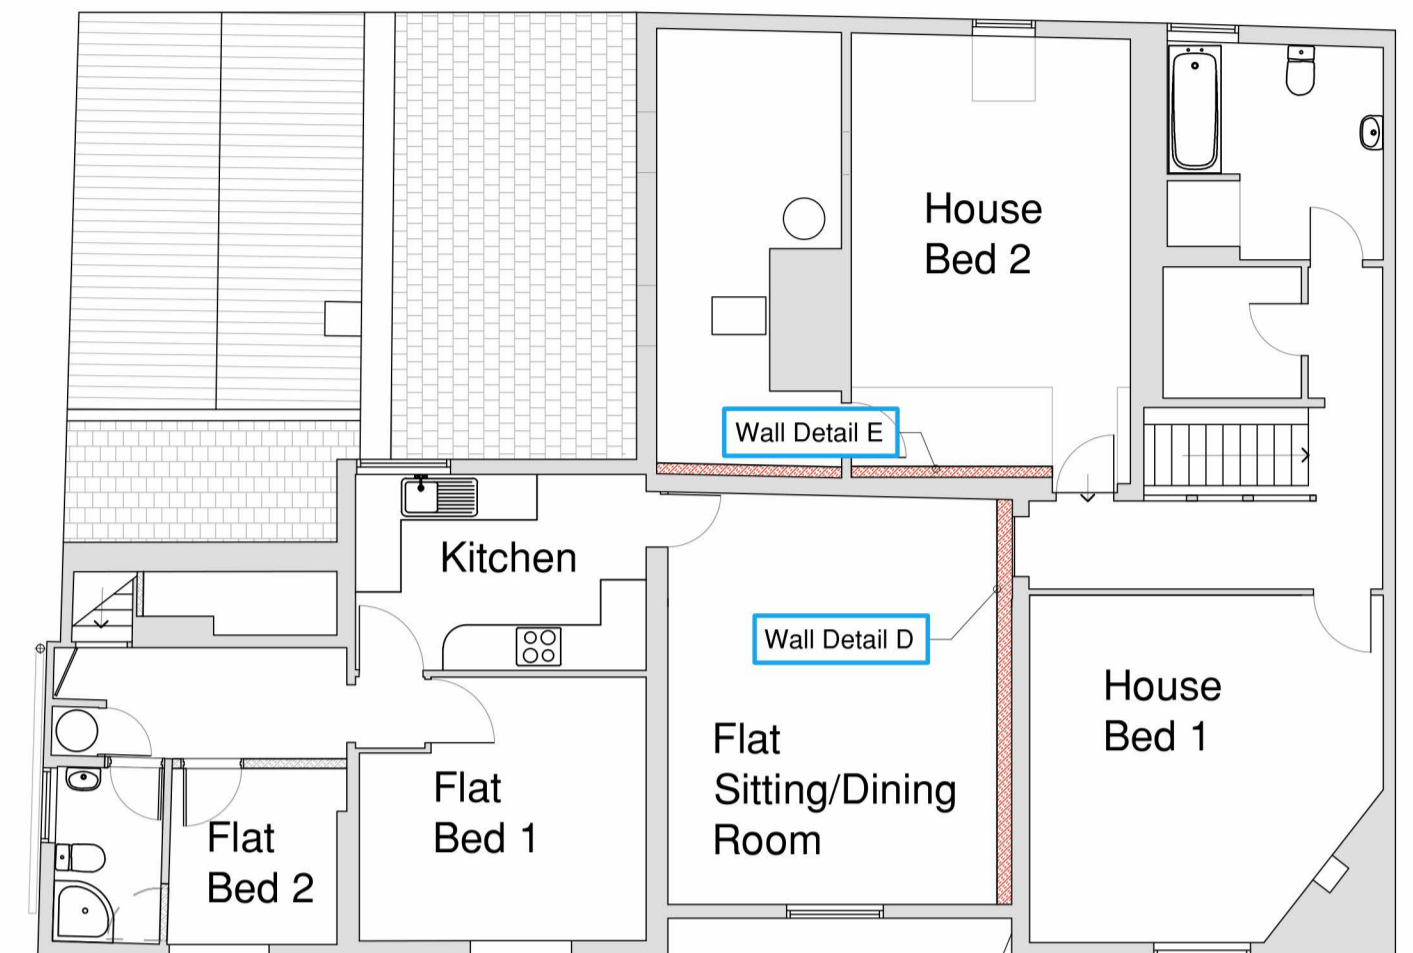 House
Bed 2
Wall Detail E
Kitchen
Wall Detail D
House
Bed 1
Flat
Sitting/Dining
Room
Flat
Bed 1
Flat
Bed 2